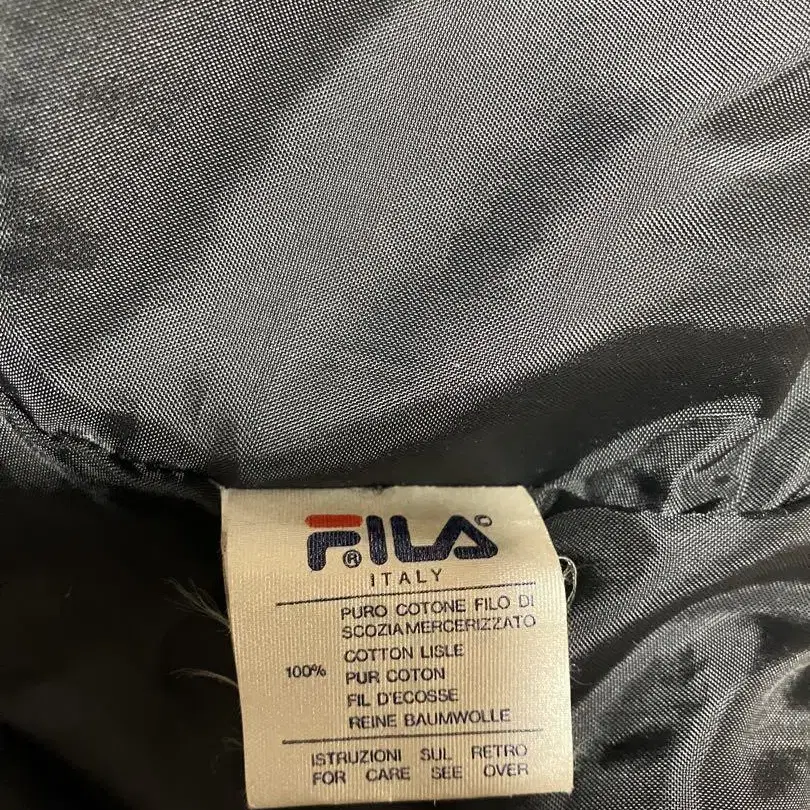 FILA©
®
ITALY
PURO COTONE FILO DI
SCOZIA MERCERIZZATO
100% COTTON LISLE
PUR COTON
FIL D'ECOSSE
REINE BAUMWOLLE
ISTRUZIONI SUL RETRO
FOR CARE SEE OVER